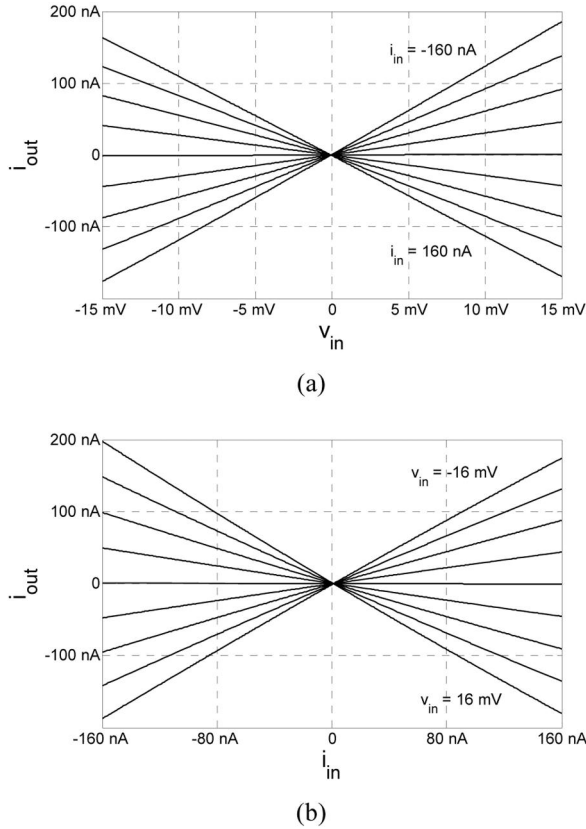 200 nA
i_in = -160 nA
100 nA
i_out
0
-100 nA
i_in = 160 nA
-15 mV -10 mV -5 mV 0 5 mV 10 mV 15 mV
v_in
(a)
200 nA
v_in = -16 mV
100 nA
i_out
0
-100 nA
v_in = 16 mV
-160 nA -80 nA 0 80 nA 160 nA
i_in
(b)